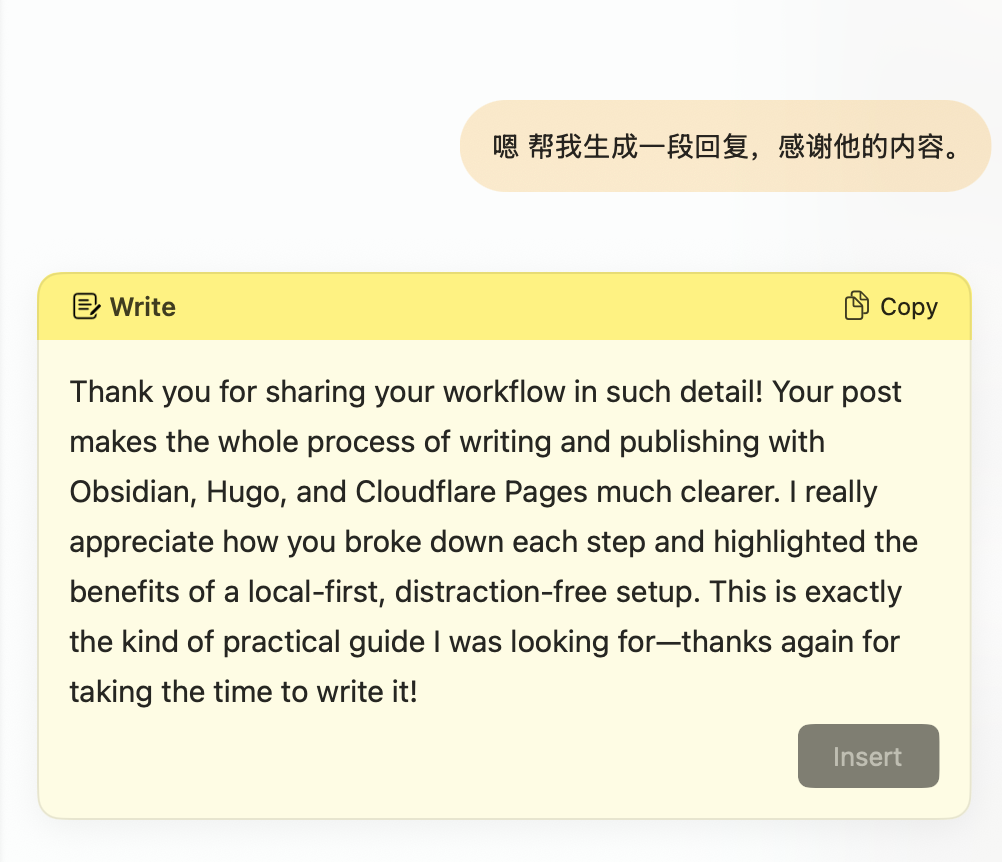 嗯 帮我生成一段回复，感谢他的内容。
Write
Copy
Thank you for sharing your workflow in such detail! Your post
makes the whole process of writing and publishing with
Obsidian, Hugo, and Cloudflare Pages much clearer. I really
appreciate how you broke down each step and highlighted the
benefits of a local-first, distraction-free setup. This is exactly
the kind of practical guide I was looking for—thanks again for
taking the time to write it!
Insert